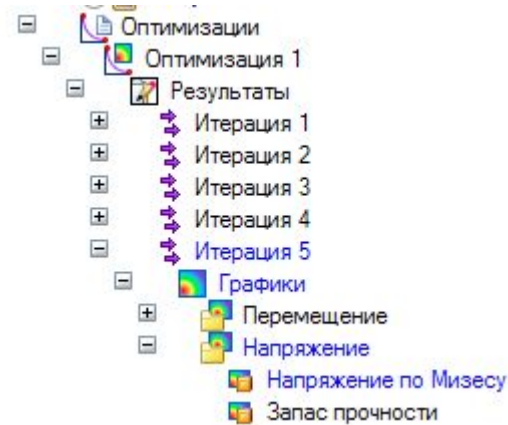 Оптимизации
Оптимизация 1
Результаты
Итерация 1
Итерация 2
Итерация 3
Итерация 4
Итерация 5
Графики
Перемещение
Напряжение
Напряжение по Мизесу
Запас прочности